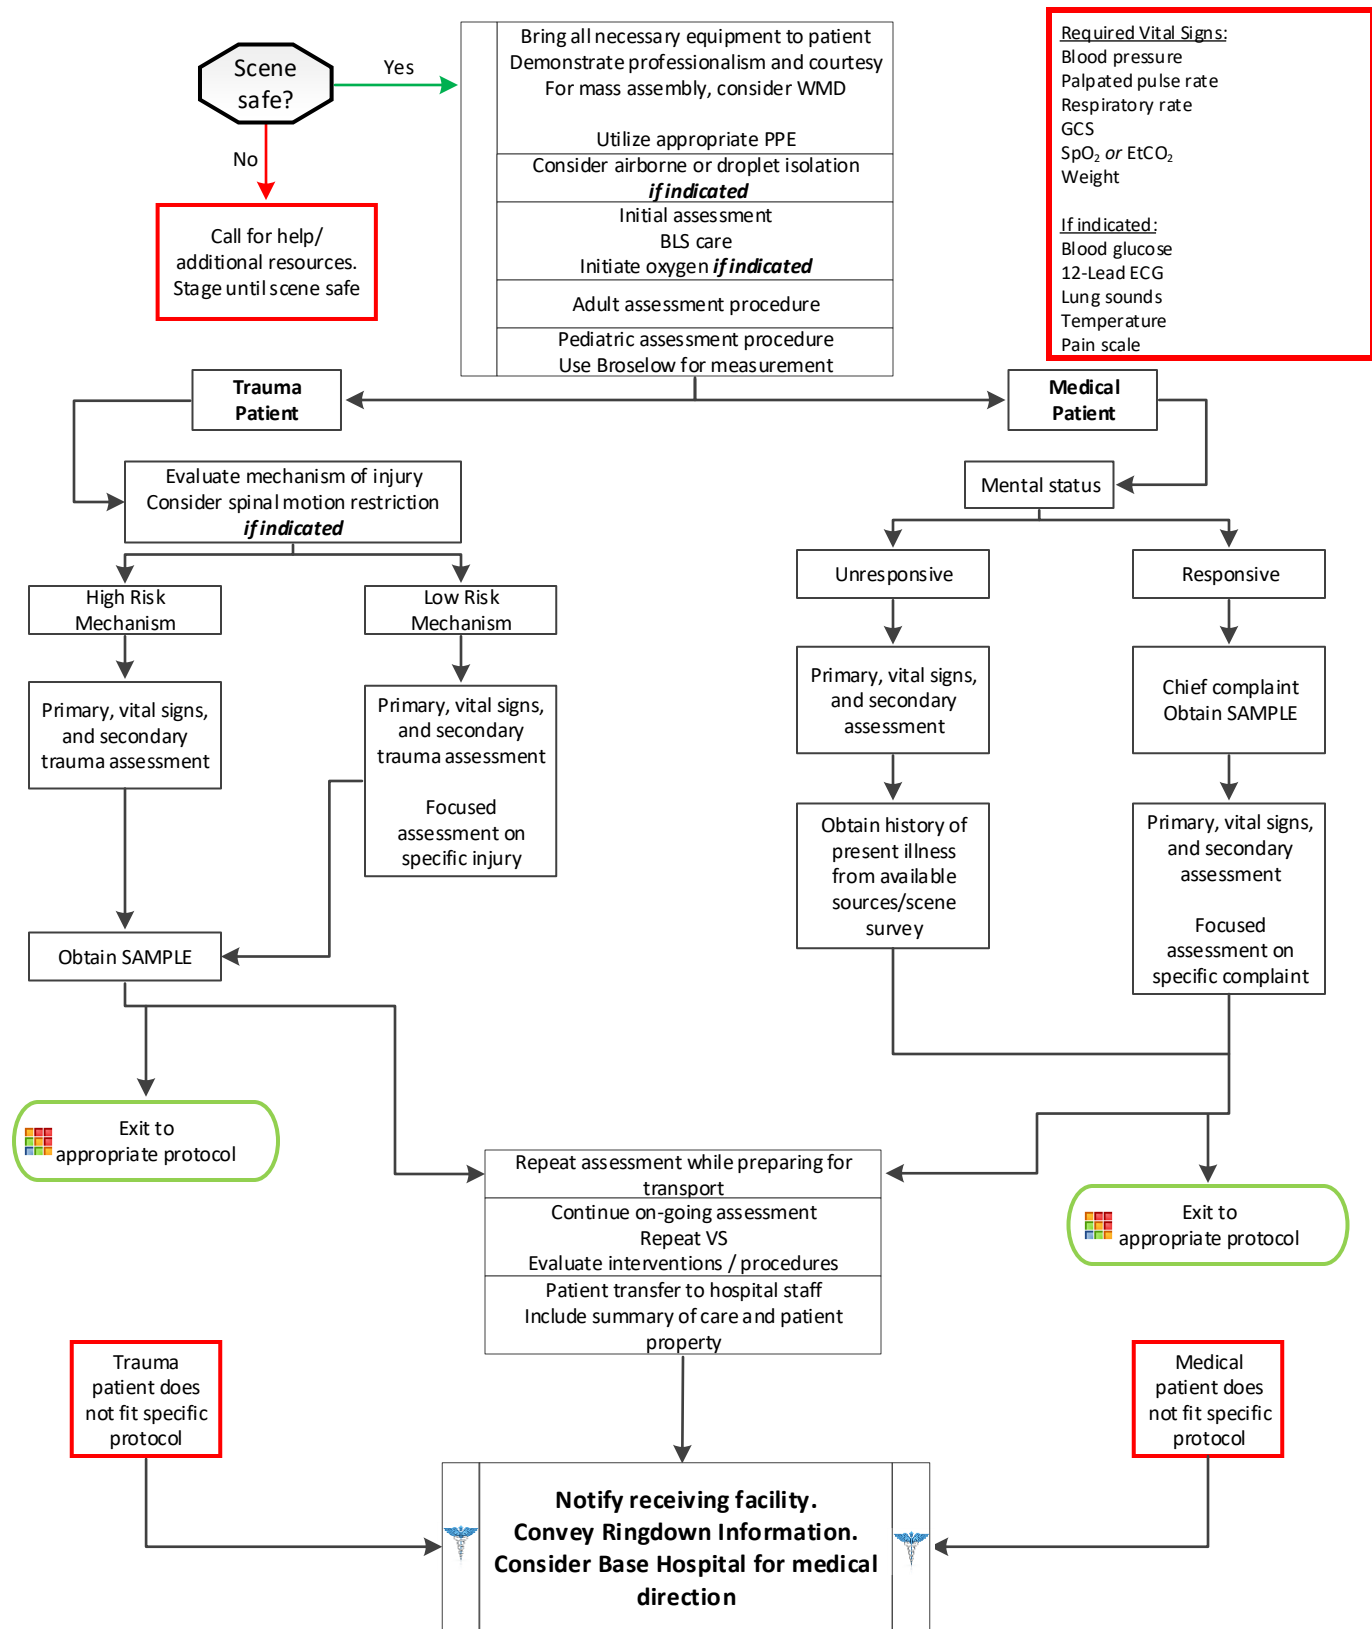 Scene
safe?
Yes
No
Call for help/
additional resources.
Stage until scene safe
Bring all necessary equipment to patient
Demonstrate professionalism and courtesy
For mass assembly, consider WMD
Utilize appropriate PPE
Consider airborne or droplet isolation
if indicated
Initial assessment
BLS care
Initiate oxygen if indicated
Adult assessment procedure
Pediatric assessment procedure
Use Broselow for measurement
Required Vital Signs:
Blood pressure
Palpated pulse rate
Respiratory rate
GCS
SpO₂ or EtCO₂
Weight
If indicated:
Blood glucose
12-Lead ECG
Lung sounds
Temperature
Pain scale
Trauma
Patient
Medical
Patient
Evaluate mechanism of injury
Consider spinal motion restriction
if indicated
Mental status
High Risk
Mechanism
Low Risk
Mechanism
Unresponsive
Responsive
Primary, vital signs,
and secondary
trauma assessment
Primary, vital signs,
and secondary
trauma assessment
Focused
assessment on
specific injury
Primary, vital signs,
and secondary
assessment
Chief complaint
Obtain SAMPLE
Obtain history of
present illness
from available
sources/scene
survey
Primary, vital signs,
and secondary
assessment
Focused
assessment on
specific complaint
Obtain SAMPLE
Exit to
appropriate protocol
Repeat assessment while preparing for
transport
Continue on-going assessment
Repeat VS
Evaluate interventions / procedures
Patient transfer to hospital staff
Include summary of care and patient
property
Exit to
appropriate protocol
Trauma
patient does
not fit specific
protocol
Medical
patient does
not fit specific
protocol
Notify receiving facility.
Convey Ringdown Information.
Consider Base Hospital for medical
direction